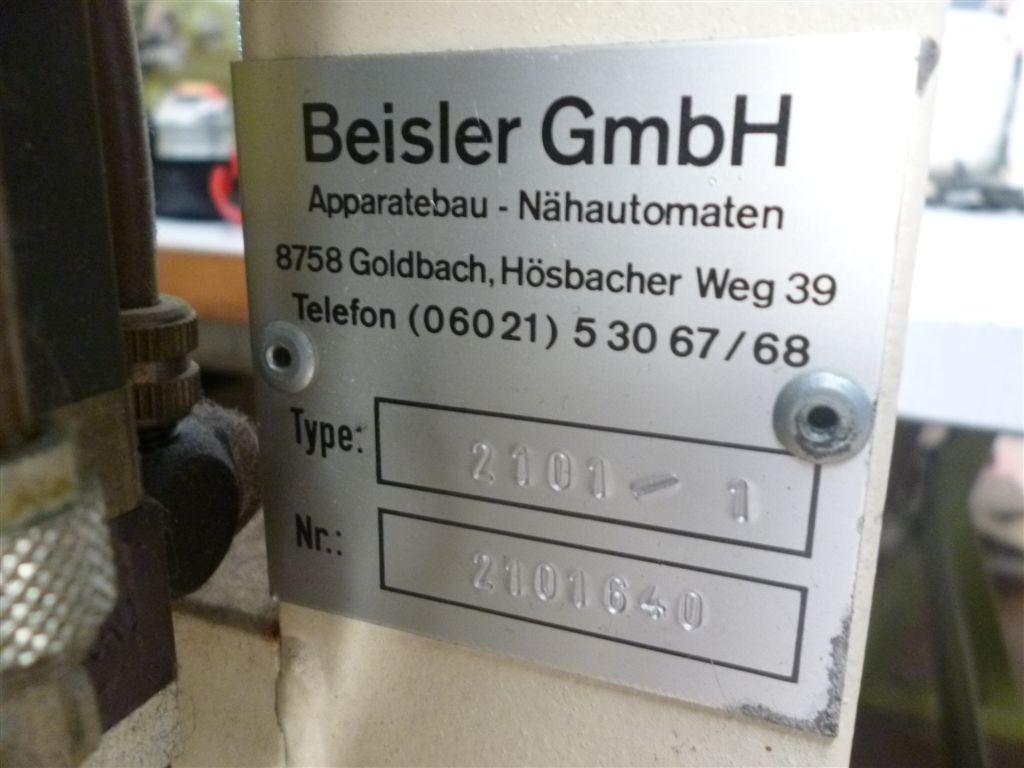 Beisler GmbH
Apparatebau - Nähautomaten
8758 Goldbach, Hösbacher Weg 39
Telefon (06021) 5 30 67/68
Type: 2101-1
Nr.: 2101640